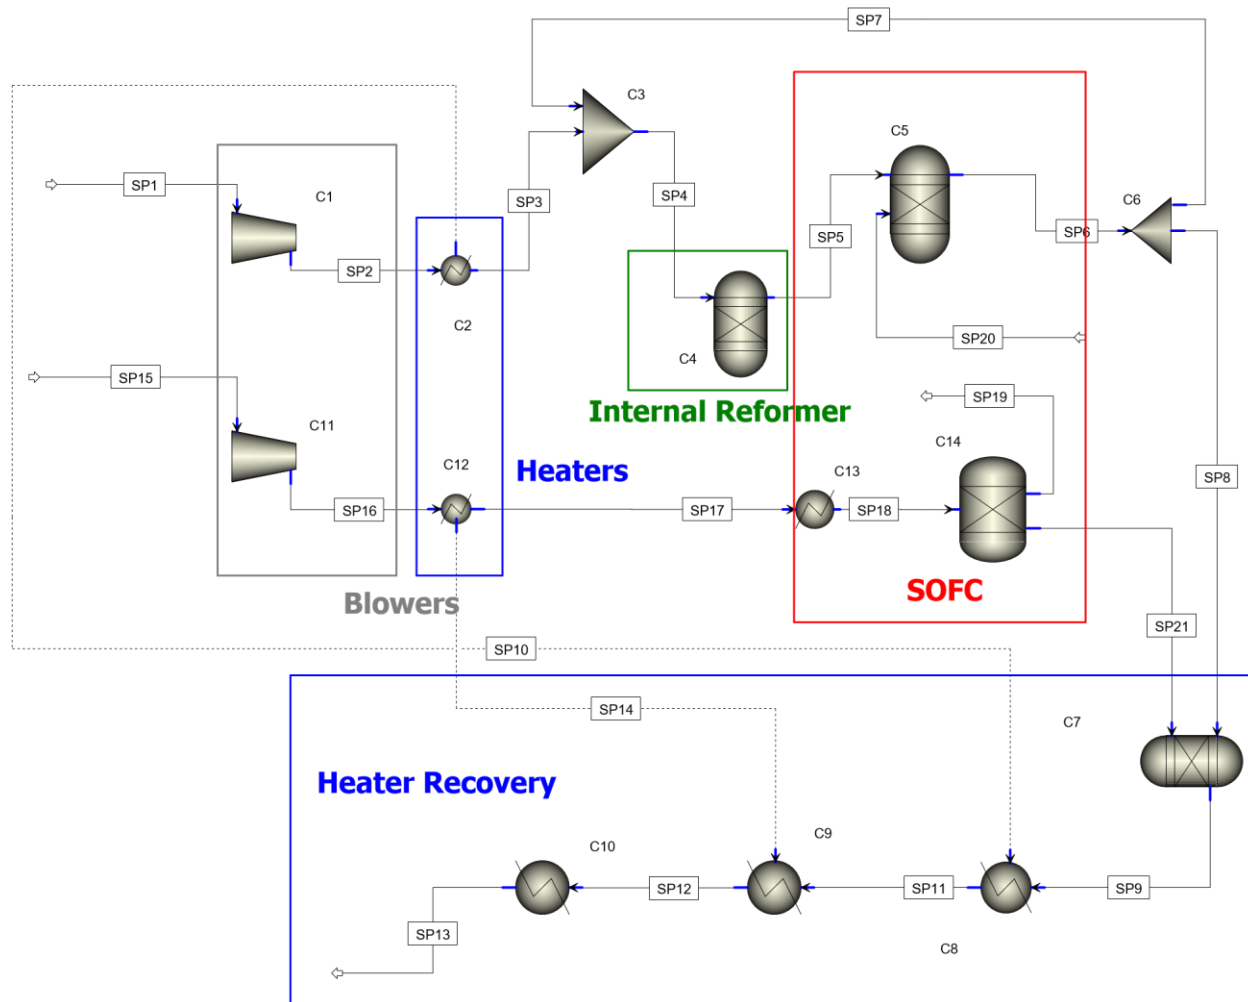 SP7
C3
C5
SP1
C1
SP4
SP3
C6
SP5
SP6
SP2
C2
SP20
C4
SP15
SP19
Internal Reformer
C11
C14
C12
Heaters
C13
SP8
SP16
SP17
SP18
SOFC
Blowers
SP21
SP10
SP14
C7
Heater Recovery
C9
C10
SP12
SP11
SP9
SP13
C8